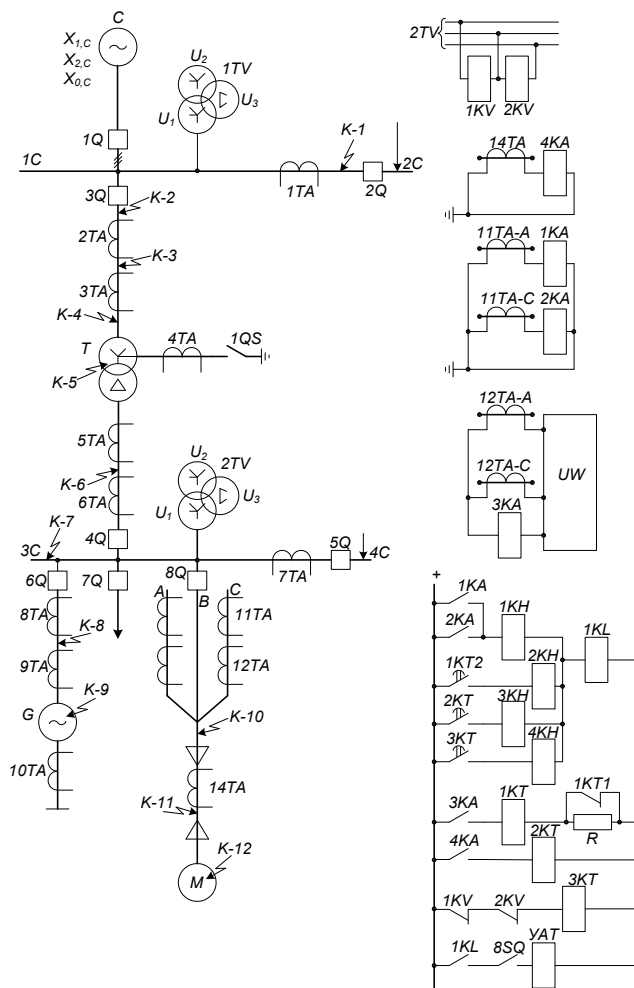 C
X1,C
X2,C
X0,C
U2
1TV
U3
U1
1Q
K-1
1C
2C
1TA
2Q
3Q
K-2
2TA
K-3
3TA
K-4
T
4TA
1QS
K-5
5TA
K-6
6TA
U2
2TV
U3
U1
K-7
4Q
5Q
3C
4C
7TA
6Q
7Q
8Q
A
B
C
8TA
11TA
K-8
9TA
12TA
G
K-9
K-10
10TA
14TA
K-11
K-12
M
2TV
1KV
2KV
14TA
4KA
11TA-A
1KA
11TA-C
2KA
12TA-A
12TA-C
UW
3KA
+
1KA
1KH
1KL
2KA
2KH
1KT2
2KT
3KH
3KT
4KH
1KT
1KT1
3KA
R
4KA
2KT
3KT
1KV
2KV
1KL
8SQ
УAT